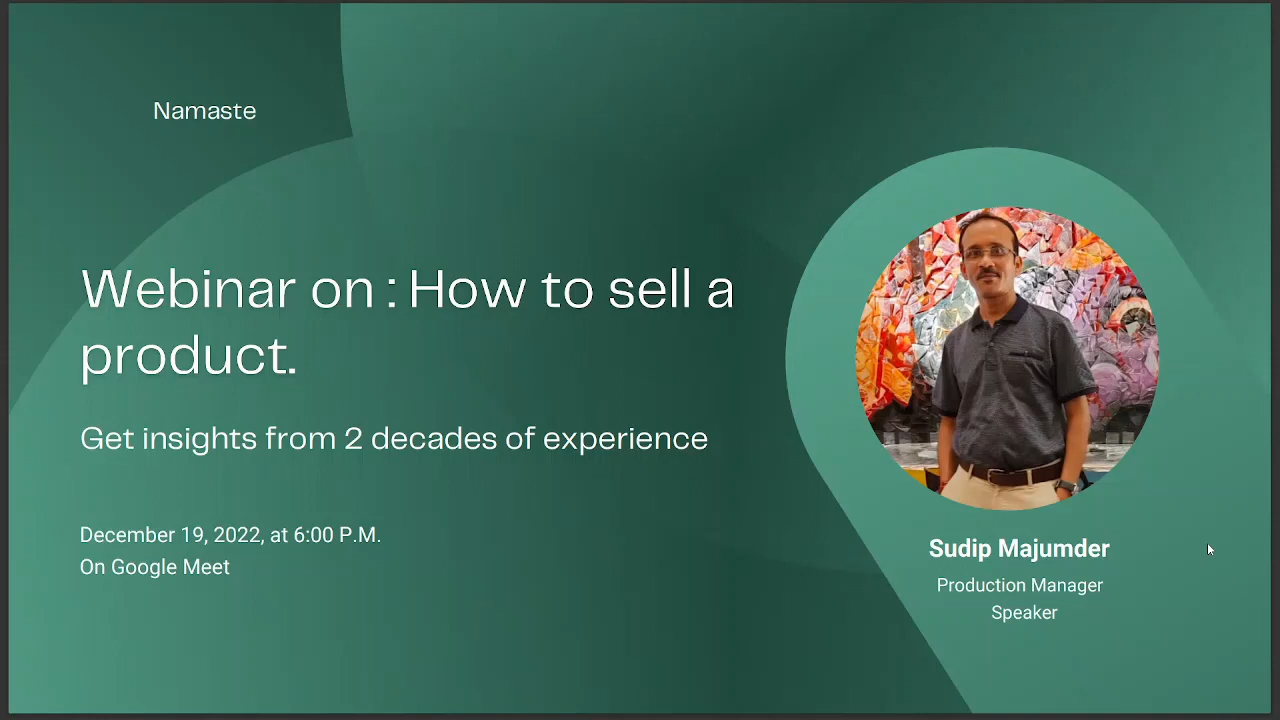 Namaste
Webinar on : How to sell a
product.
Get insights from 2 decades of experience
December 19, 2022, at 6:00 P.M.
On Google Meet
Sudip Majumder
Production Manager
Speaker